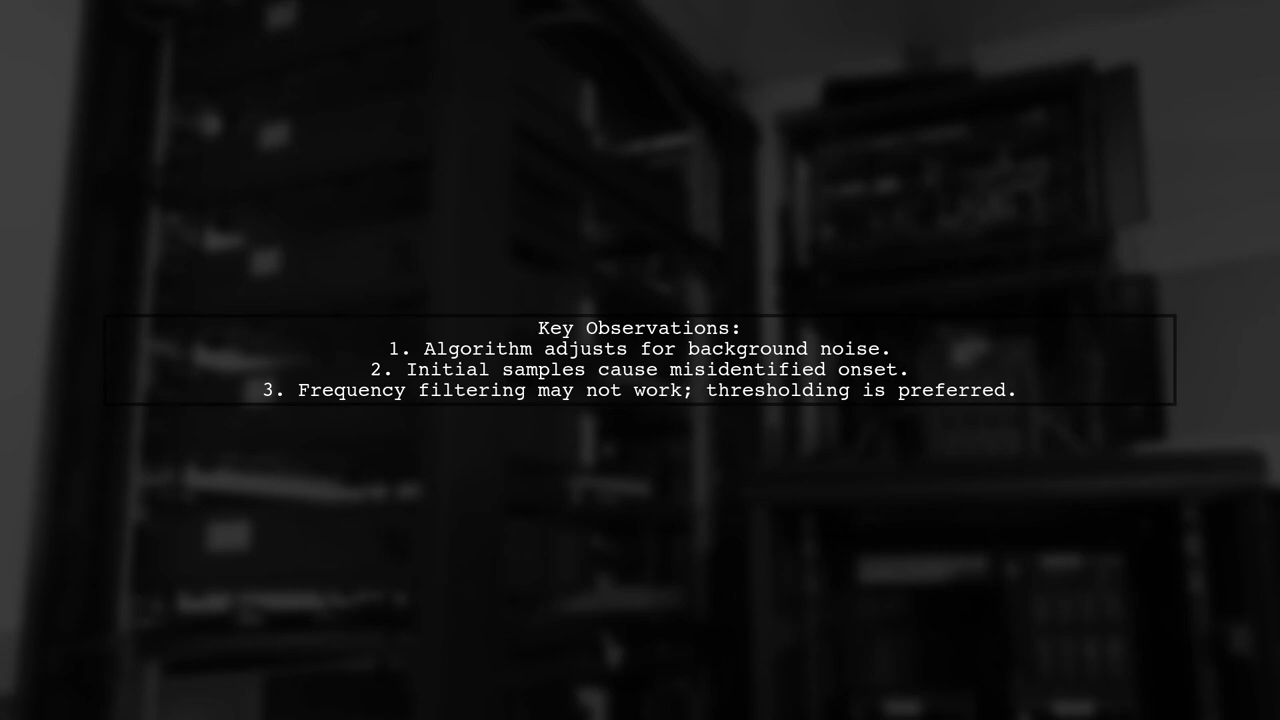 Key Observations:
1. Algorithm adjusts for background noise.
2. Initial samples cause misidentified onset.
3. Frequency filtering may not work; thresholding is preferred.